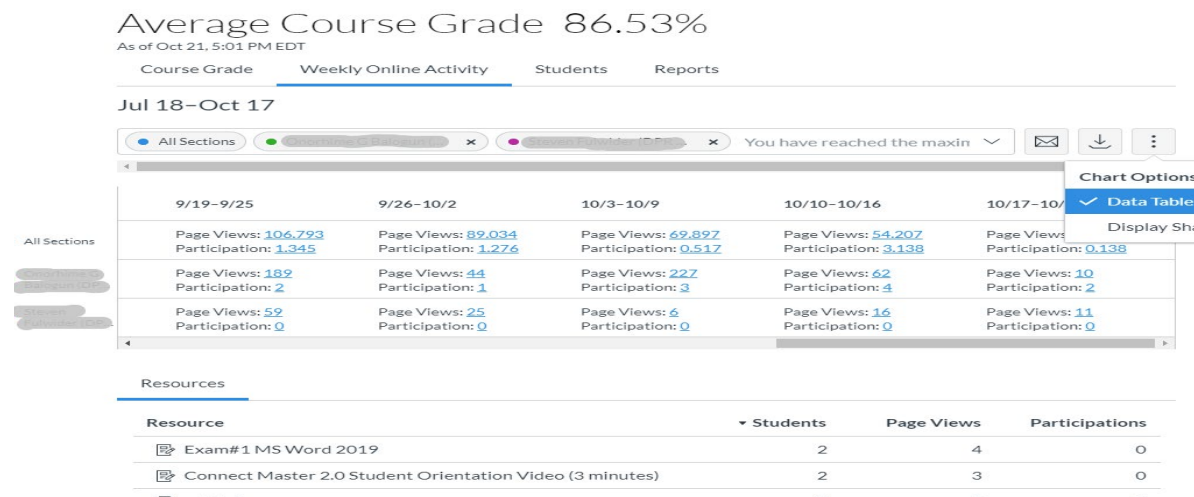 Average Course Grade 86.53%
As of Oct 21, 5:01 PM EDT
Course Grade Weekly Online Activity Students Reports
Jul 18–Oct 17
All Sections × × You have reached the maxin
Chart Options
Data Table
Display Sha
9/19–9/25 9/26–10/2 10/3–10/9 10/10–10/16 10/17–10/
All Sections
Page Views: 106.793 Page Views: 89.034 Page Views: 69.897 Page Views: 54.207 Page Views
Participation: 1.345 Participation: 1.276 Participation: 0.517 Participation: 3.138 Participation: 0.138
Page Views: 189 Page Views: 44 Page Views: 227 Page Views: 62 Page Views: 10
Participation: 2 Participation: 1 Participation: 3 Participation: 4 Participation: 2
Page Views: 59 Page Views: 25 Page Views: 6 Page Views: 16 Page Views: 11
Participation: 0 Participation: 0 Participation: 0 Participation: 0 Participation: 0
Resources
Resource Students Page Views Participations
Exam#1 MS Word 2019 2 4 0
Connect Master 2.0 Student Orientation Video (3 minutes) 2 3 0